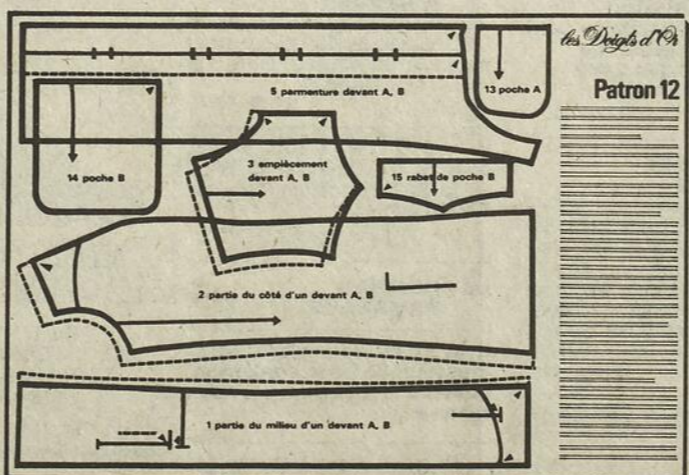 les Doigts d'Or
Patron 12
5 parmenture devant A, B
13 poche A
14 poche B
3 empiècement
devant A, B
15 rabat de poche B
2 partie du côté d'un devant A, B
1 partie du milieu d'un devant A, B